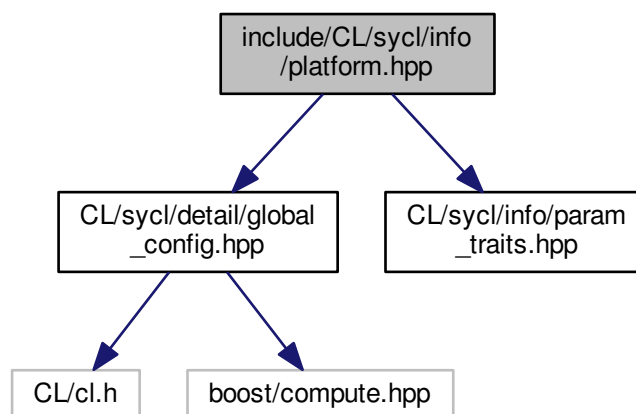 include/CL/sycl/info
/platform.hpp
CL/sycl/detail/global
_config.hpp
CL/sycl/info/param
_traits.hpp
CL/cl.h
boost/compute.hpp